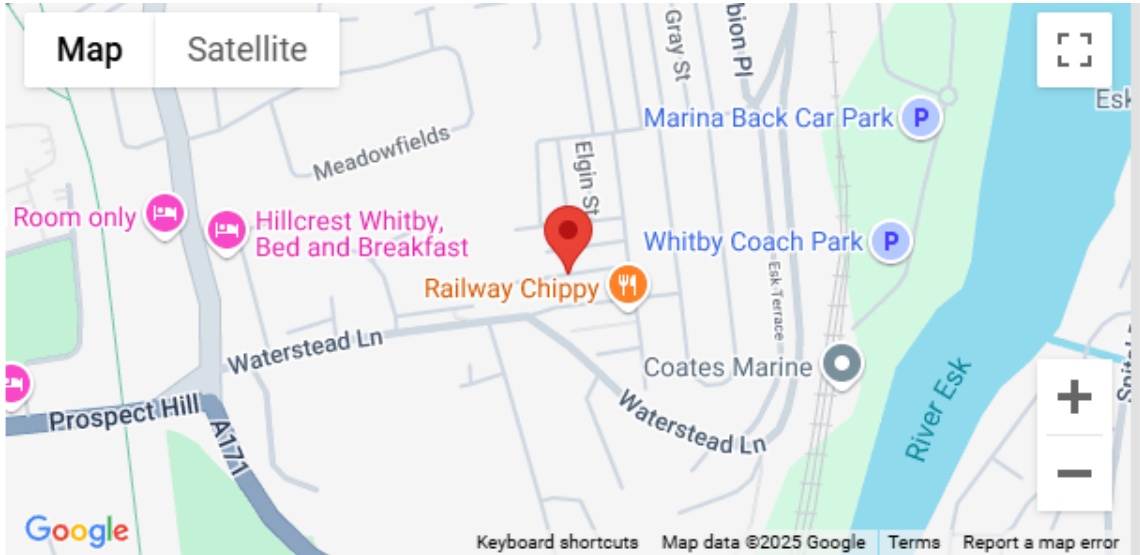 Map
Satellite
Gray St
bion Pl
Esk
Marina Back Car Park
P
Meadowfields
Elgin St
Room only
Hillcrest Whitby,
Bed and Breakfast
Whitby Coach Park
P
Railway Chippy
Esk Terrace
Waterstead Ln
Coates Marine
River Esk
Prospect Hill
A171
Waterstead Ln
+
−
Google
Keyboard shortcuts
Map data ©2025 Google
Terms
Report a map error